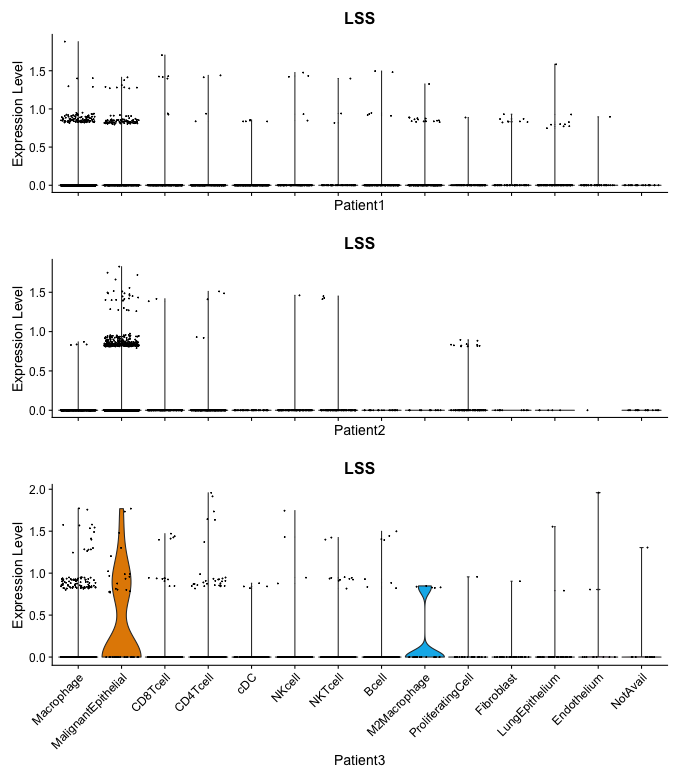 LSS
Expression Level
1.5
1.0
0.5
0.0
Patient1
LSS
Expression Level
1.5
1.0
0.5
0.0
Patient2
LSS
Expression Level
2.0
1.5
1.0
0.5
0.0
Macrophage
MalignantEpithelial
CD8Tcell
CD4Tcell
cDC
NKcell
NKTcell
Bcell
M2Macrophage
ProliferatingCell
Fibroblast
LungEpithelium
Endothelium
NotAvail
Patient3